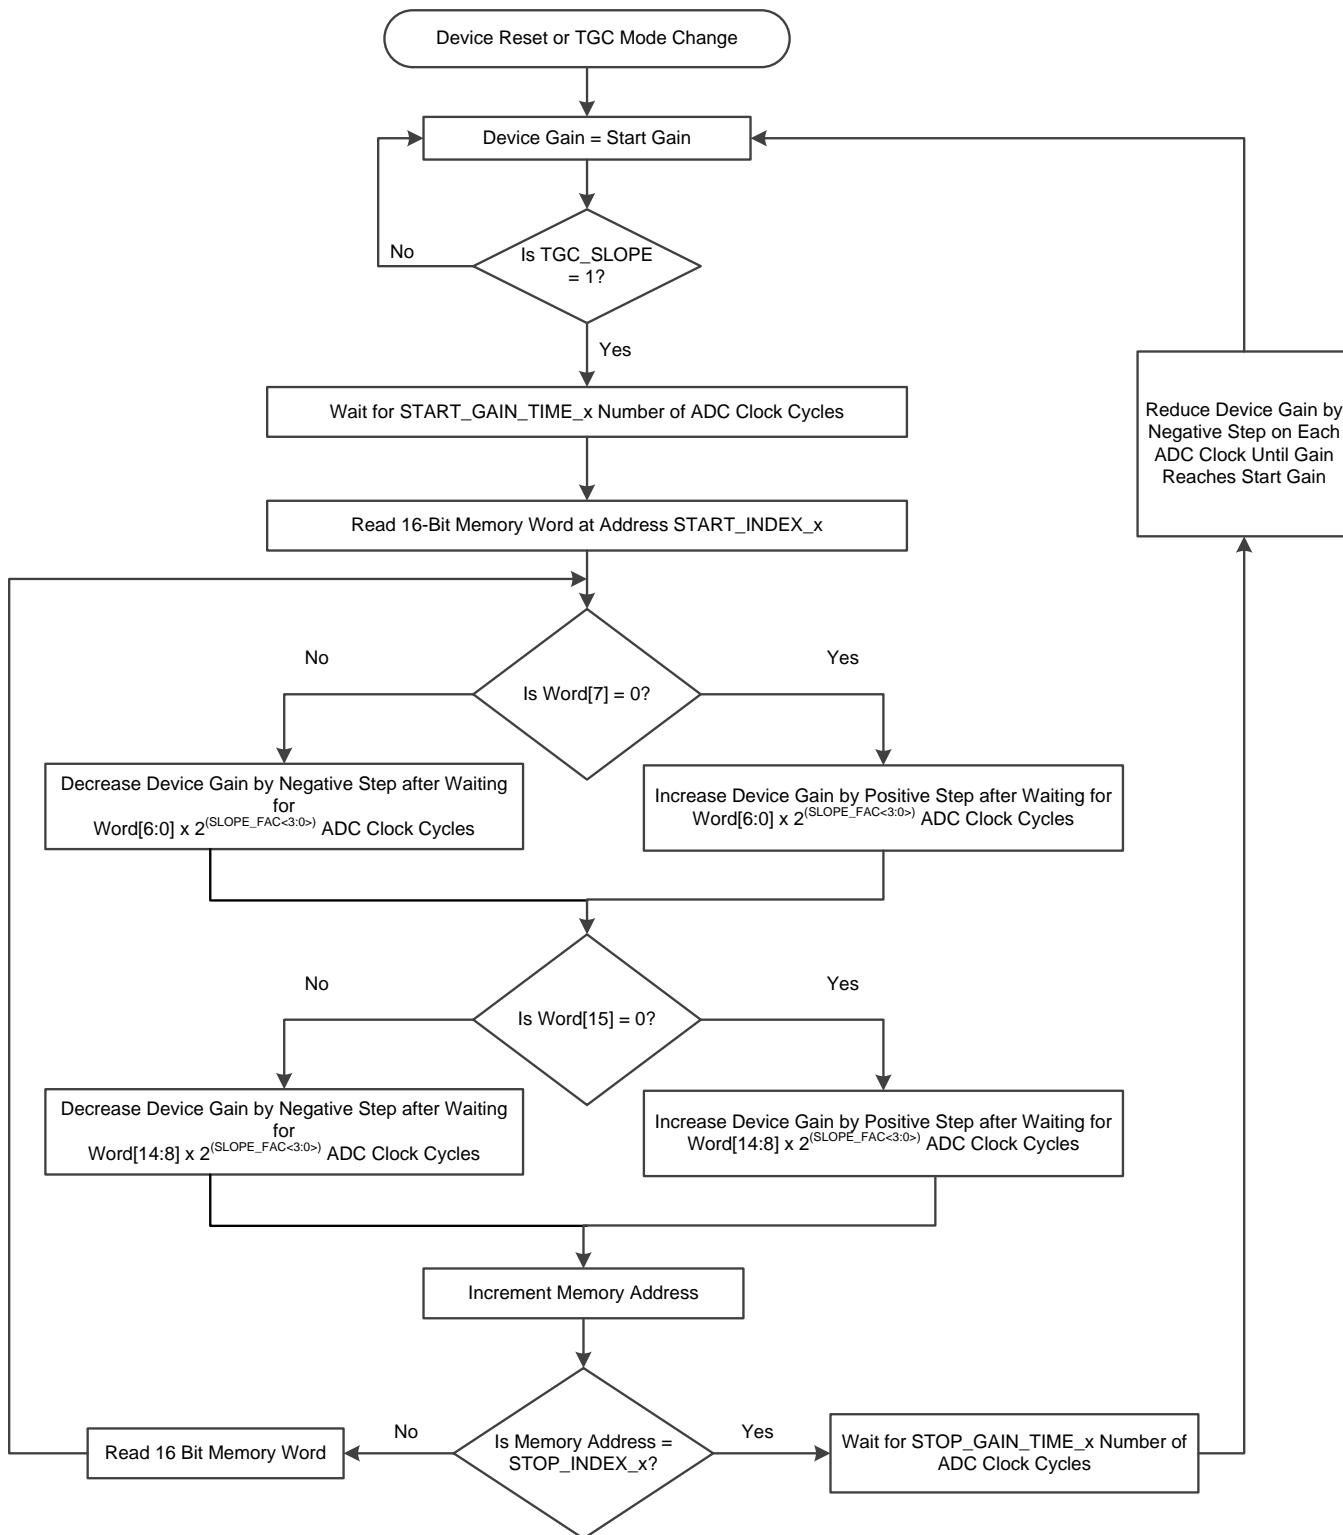 Device Reset or TGC Mode Change
Device Gain = Start Gain
No
Is TGC_SLOPE
= 1?
Yes
Wait for START_GAIN_TIME_x Number of ADC Clock Cycles
Reduce Device Gain by
Negative Step on Each
ADC Clock Until Gain
Reaches Start Gain
Read 16-Bit Memory Word at Address START_INDEX_x
No
Yes
Is Word[7] = 0?
Decrease Device Gain by Negative Step after Waiting
for
Word[6:0] x 2^(SLOPE_FAC<3:0>) ADC Clock Cycles
Increase Device Gain by Positive Step after Waiting for
Word[6:0] x 2^(SLOPE_FAC<3:0>) ADC Clock Cycles
No
Yes
Is Word[15] = 0?
Decrease Device Gain by Negative Step after Waiting
for
Word[14:8] x 2^(SLOPE_FAC<3:0>) ADC Clock Cycles
Increase Device Gain by Positive Step after Waiting for
Word[14:8] x 2^(SLOPE_FAC<3:0>) ADC Clock Cycles
Increment Memory Address
No
Yes
Read 16 Bit Memory Word
Is Memory Address =
STOP_INDEX_x?
Wait for STOP_GAIN_TIME_x Number of
ADC Clock Cycles